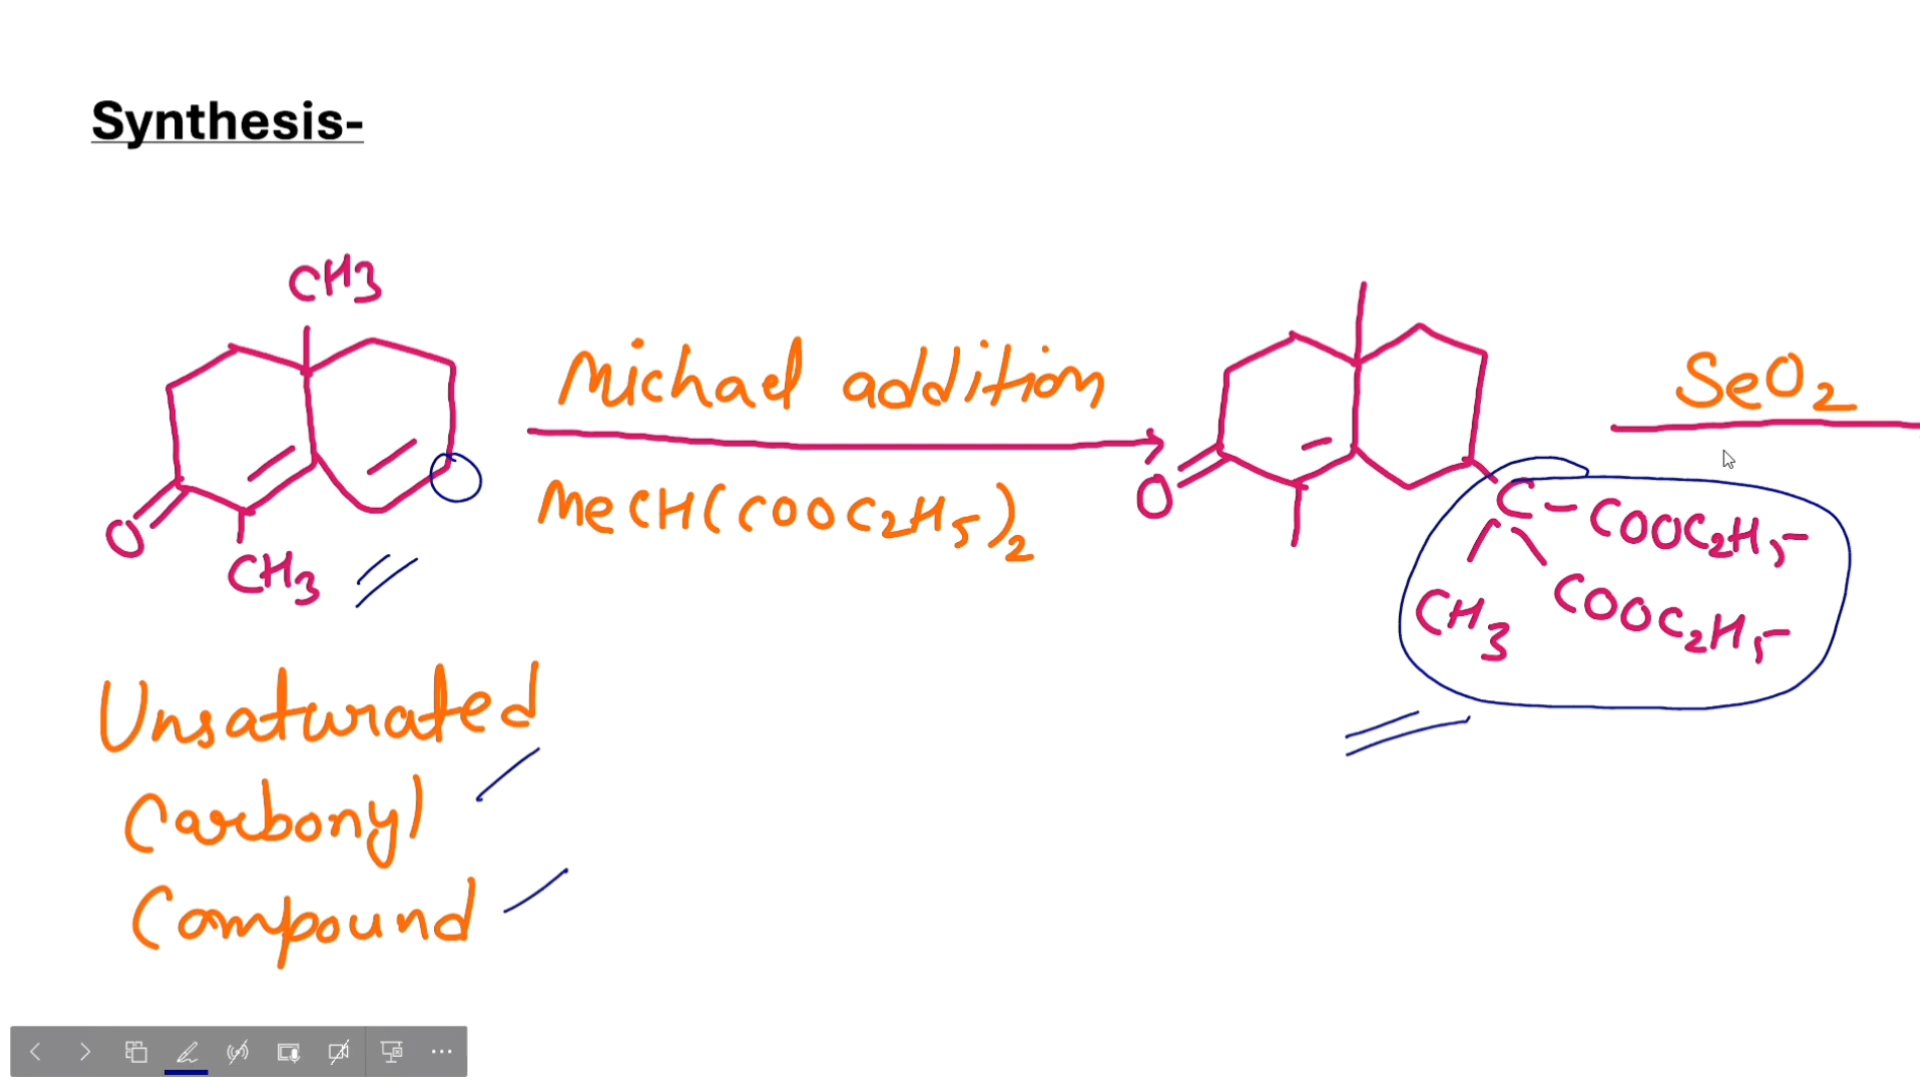 Synthesis-
CH3
O
CH3
Michael addition
MeCH(COOC2H5)2
O
C-COOC2H5
CH3
COOC2H5
SeO2
Unsaturated
Carbonyl
Compound